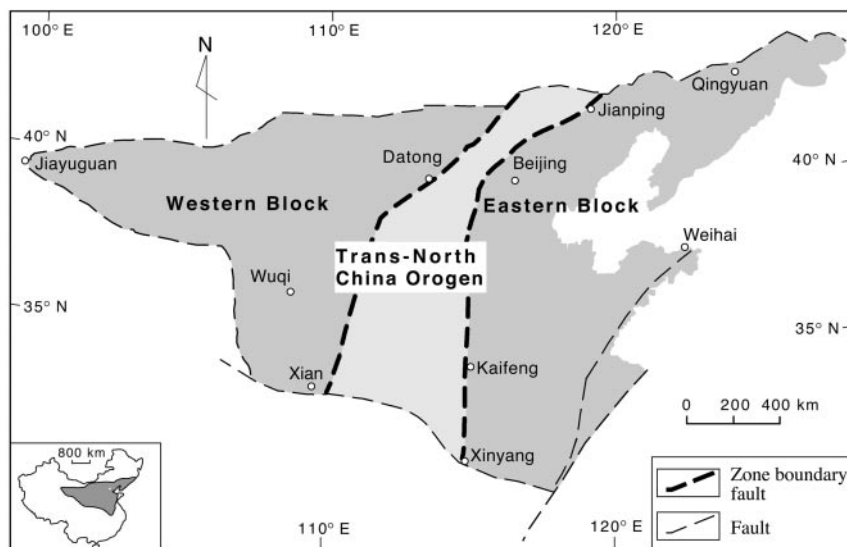 100° E
110° E
120° E
N
Qingyuan
Jianping
40° N
40° N
Jiayuguan
Datong
Beijing
Western Block
Eastern Block
Weihai
Trans-North
China Orogen
Wuqi
35° N
35° N
Xian
Kaifeng
0 200 400 km
Xinyang
800 km
Zone boundary
fault
Fault
110° E
120° E